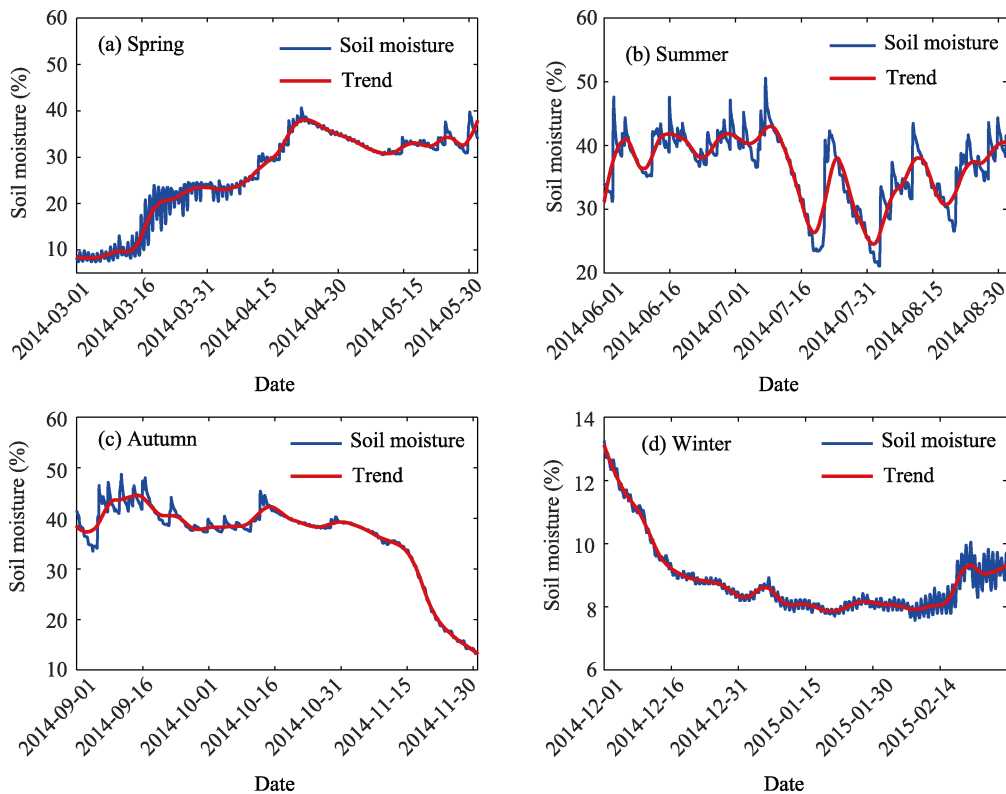 60
50
40
30
20
10
Soil moisture (%)
(a) Spring
Soil moisture
Trend
2014-03-01
2014-03-16
2014-03-31
2014-04-15
2014-04-30
2014-05-15
2014-05-30
Date
60
50
40
30
20
Soil moisture (%)
(b) Summer
Soil moisture
Trend
2014-06-01
2014-06-16
2014-07-01
2014-07-16
2014-07-31
2014-08-15
2014-08-30
Date
60
50
40
30
20
10
Soil moisture (%)
(c) Autumn
Soil moisture
Trend
2014-09-01
2014-09-16
2014-10-01
2014-10-16
2014-10-31
2014-11-15
2014-11-30
Date
14
12
10
8
6
Soil moisture (%)
(d) Winter
Soil moisture
Trend
2014-12-01
2014-12-16
2014-12-31
2015-01-15
2015-01-30
2015-02-14
Date